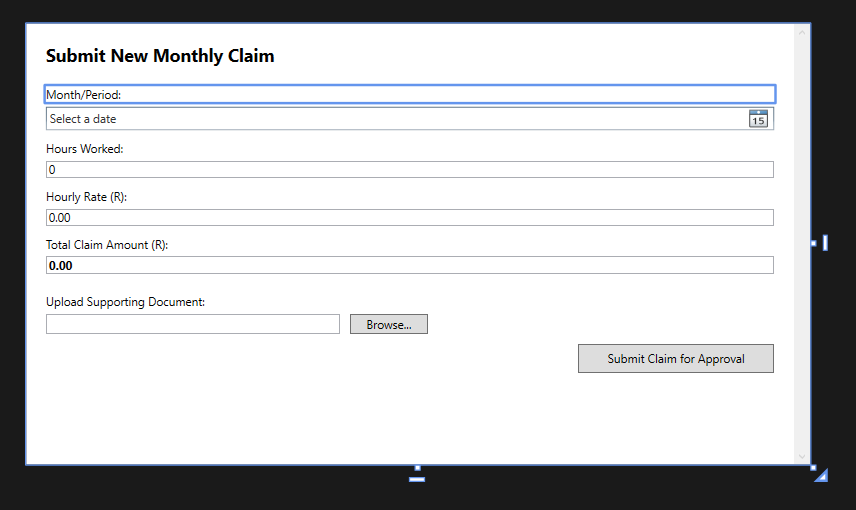 Submit New Monthly Claim
Month/Period:
Select a date
15
Hours Worked:
0
Hourly Rate (R):
0.00
Total Claim Amount (R):
0.00
Upload Supporting Document:
Browse...
Submit Claim for Approval